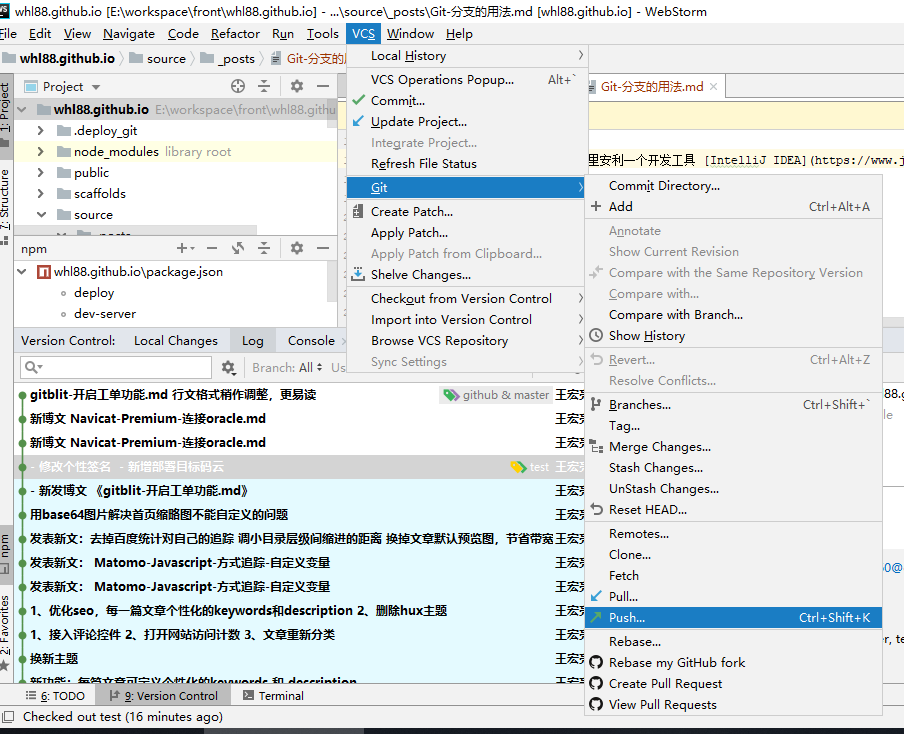 whl88.github.io [E:\workspace\front\whl88.github.io] - ...\source\_posts\Git-分支的用法.md [whl88.github.io] - WebStorm
File Edit View Navigate Code Refactor Run Tools VCS Window Help
whl88.github.io source _posts Git-分支的
Project
Git-分支的用法.md
1: Project
whl88.github.io E:\workspace\front\whl88.githu
.deploy_git
node_modules library root
public
scaffolds
source
_posts
7: Structure
npm
whl88.github.io\package.json
deploy
dev-server
里安利一个开发工具 [IntelliJ IDEA](https://www.j
Local History
VCS Operations Popup... Alt+`
Commit...
Update Project...
Integrate Project...
Refresh File Status
Git
Create Patch...
Apply Patch...
Apply Patch from Clipboard...
Shelve Changes...
Checkout from Version Control
Import into Version Control
Browse VCS Repository
Sync Settings
Commit Directory...
Add Ctrl+Alt+A
Annotate
Show Current Revision
Compare with the Same Repository Version
Compare with...
Compare with Branch...
Show History
Revert... Ctrl+Alt+Z
Resolve Conflicts...
Branches... Ctrl+Shift+`
Tag...
Merge Changes...
Stash Changes...
UnStash Changes...
Reset HEAD...
Remotes...
Clone...
Fetch
Pull...
Push... Ctrl+Shift+K
Rebase...
Rebase my GitHub fork
Create Pull Request
View Pull Requests
Version Control: Local Changes Log Console
Branch: All Us
gitblit-开启工单功能.md 行文格式稍作调整，更易读 github & master 王宏
新博文 Navicat-Premium-连接oracle.md 王宏
新博文 Navicat-Premium-连接oracle.md 王宏
- 修改个性签名 - 新增部署目标码云 test 王宏
- 新发博文 《gitblit-开启工单功能.md》 王宏
用base64图片解决首页缩略图不能自定义的问题 王宏
发表新文：去掉百度统计对自己的追踪 调小目录层级间缩进的距离 换掉文章默认预览图，节省带宽 王宏
发表新文： Matomo-Javascript-方式追踪-自定义变量 王宏
发表新文： Matomo-Javascript-方式追踪-自定义变量 王宏
1、优化seo，每一篇文章个性化的keywords和description 2、删除hux主题 王宏
1、接入评论控件 2、打开网站访问计数 3、文章重新分类 王宏
换新主题 王宏
新功能：每篇文章可定义个性化的keywords 和 description 王宏
npm
2: Favorites
6: TODO 9: Version Control Terminal
Checked out test (16 minutes ago)